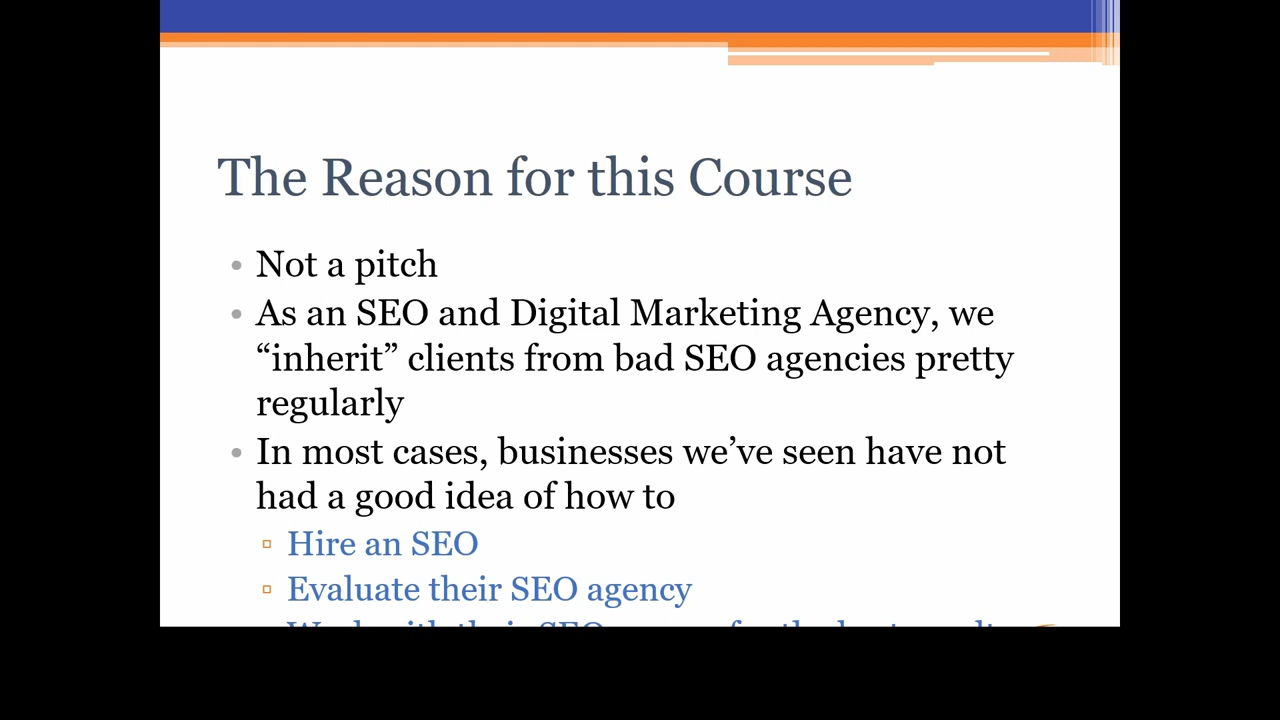 The Reason for this Course
• Not a pitch
• As an SEO and Digital Marketing Agency, we
“inherit” clients from bad SEO agencies pretty
regularly
• In most cases, businesses we’ve seen have not
had a good idea of how to
▫ Hire an SEO
▫ Evaluate their SEO agency